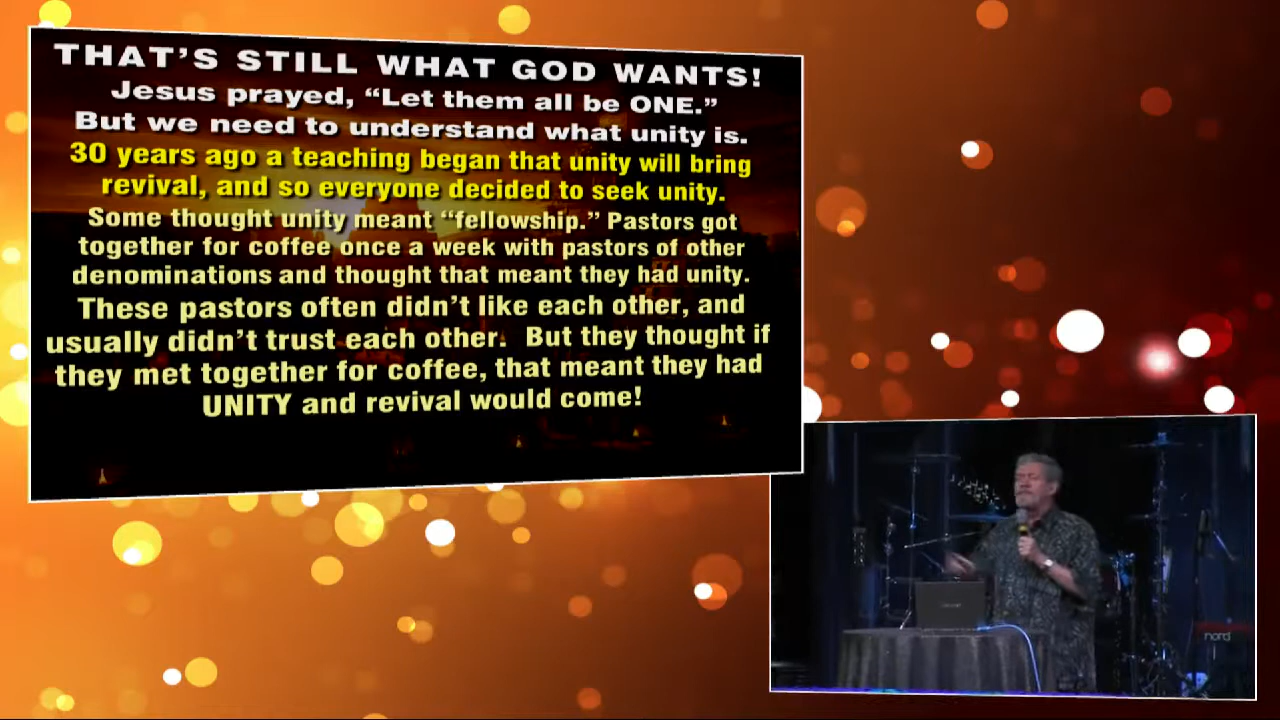 THAT'S STILL WHAT GOD WANTS!
Jesus prayed, “Let them all be ONE.”
But we need to understand what unity is.
30 years ago a teaching began that unity will bring
revival, and so everyone decided to seek unity.
Some thought unity meant “fellowship.” Pastors got
together for coffee once a week with pastors of other
denominations and thought that meant they had unity.
These pastors often didn't like each other, and
usually didn't trust each other. But they thought if
they met together for coffee, that meant they had
UNITY and revival would come!
nord